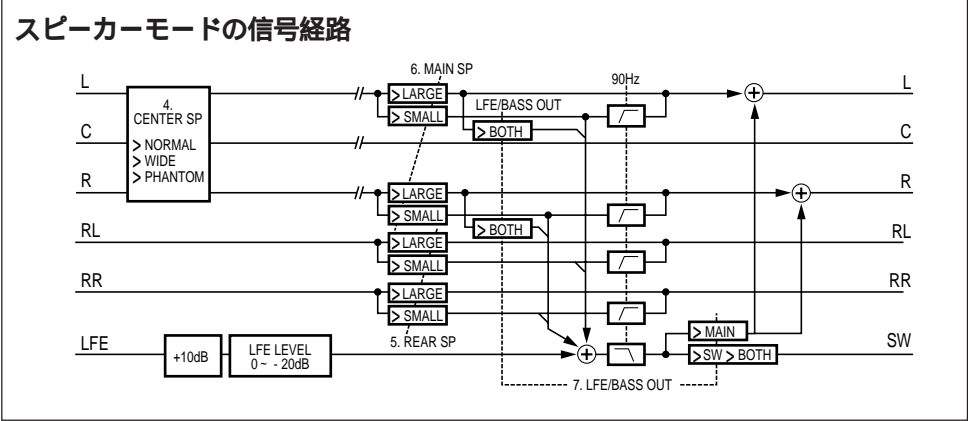 スピーカーモードの信号経路
6. MAIN SP
90Hz
L
4.
CENTER SP
> NORMAL
> WIDE
> PHANTOM
> LARGE
LFE/BASS OUT
L
> SMALL
> BOTH
C
C
R
> LARGE
R
> SMALL
> BOTH
RL
> LARGE
RL
> SMALL
RR
> LARGE
RR
> SMALL
5. REAR SP
> MAIN
LFE
+10dB
LFE LEVEL
0 ~ - 20dB
> SW > BOTH
SW
7. LFE/BASS OUT